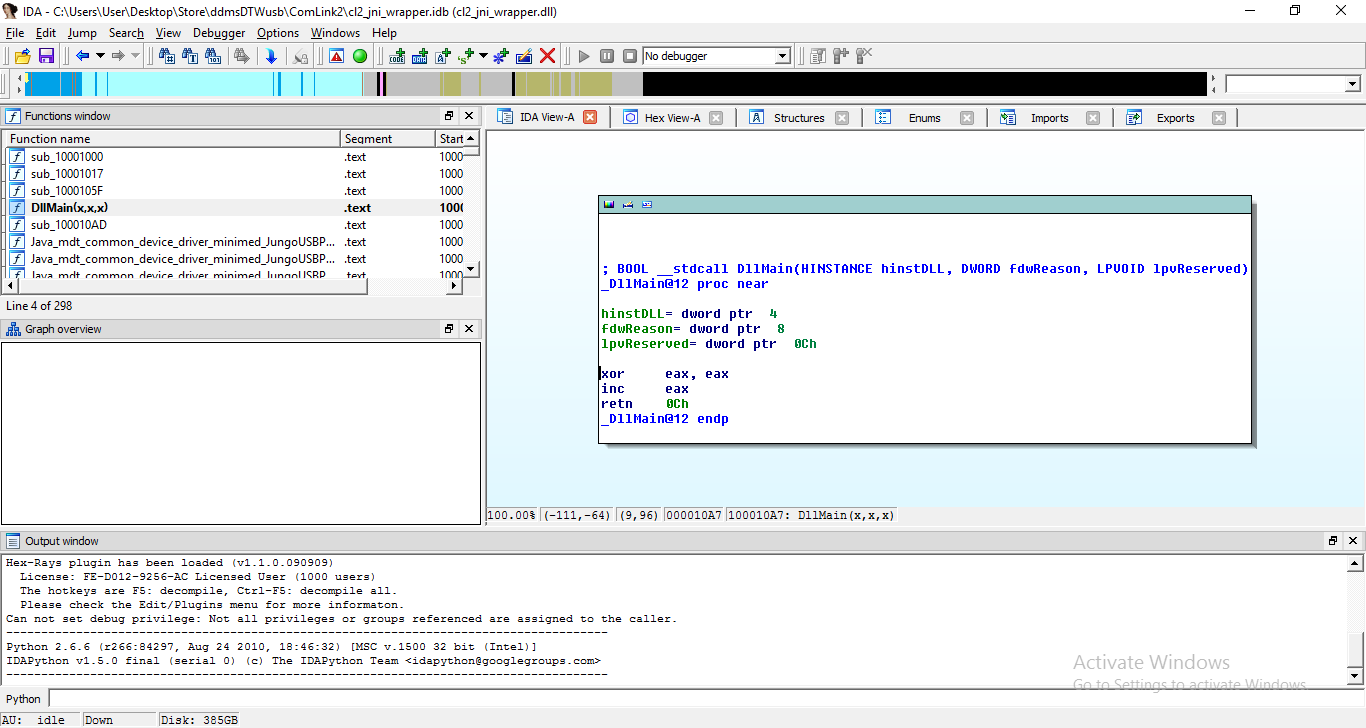 IDA - C:\Users\User\Desktop\Store\ddmsDTWusb\ComLink2\cl2_jni_wrapper.idb (cl2_jni_wrapper.dll)
File Edit Jump Search View Debugger Options Windows Help
No debugger
Functions window
Function name Segment Start
sub_10001000 .text 1000
sub_10001017 .text 1000
sub_1000105F .text 1000
DllMain(x,x,x) .text 100(
sub_100010AD .text 1000
Java_mdt_common_device_driver_minimed_JungoUSBP... .text 1000
Java_mdt_common_device_driver_minimed_JungoUSBP... .text 1000
Java_mdt_common_device_driver_minimed_JungoUSBP... .text 1000
Line 4 of 298
Graph overview
IDA View-A Hex View-A Structures Enums Imports Exports
; BOOL __stdcall DllMain(HINSTANCE hinstDLL, DWORD fdwReason, LPVOID lpvReserved)
_DllMain@12 proc near
hinstDLL= dword ptr  4
fdwReason= dword ptr  8
lpvReserved= dword ptr  0Ch
xor     eax, eax
inc     eax
retn    0Ch
_DllMain@12 endp
100.00% (-111,-64) (9,96) 000010A7 100010A7: DllMain(x,x,x)
Output window
Hex-Rays plugin has been loaded (v1.1.0.090909)
License: FE-D012-9256-AC Licensed User (1000 users)
The hotkeys are F5: decompile, Ctrl-F5: decompile all.
Please check the Edit/Plugins menu for more informaton.
Can not set debug privilege: Not all privileges or groups referenced are assigned to the caller.
---------------------------------------------------------------------------------------------
Python 2.6.6 (r266:84297, Aug 24 2010, 18:46:32) [MSC v.1500 32 bit (Intel)]
IDAPython v1.5.0 final (serial 0) (c) The IDAPython Team <idapython@googlegroups.com>
---------------------------------------------------------------------------------------------
Activate Windows
Go to Settings to activate Windows.
Python
AU: idle Down Disk: 385GB